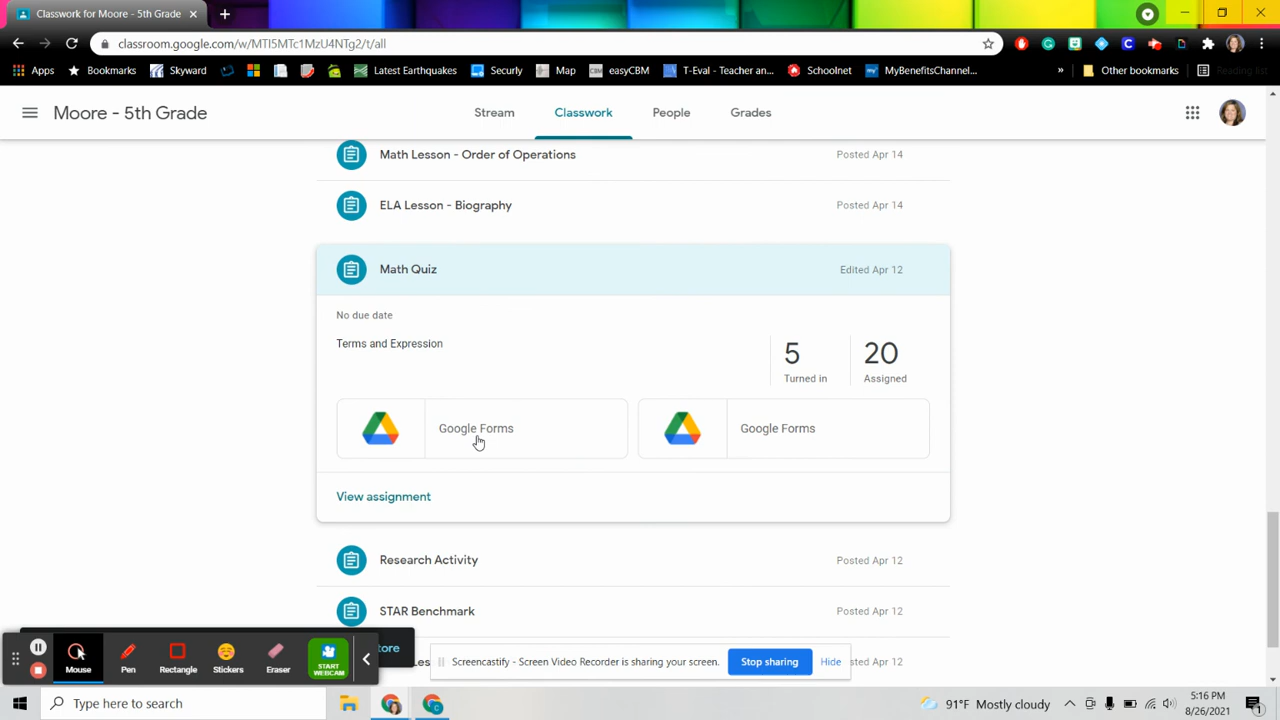 Classwork for Moore - 5th Grade
classroom.google.com/w/MTI5MTc1MzU4NTg2/t/all
Apps Bookmarks Skyward Latest Earthquakes Securly Map easyCBM T-Eval - Teacher an... Schoolnet MyBenefitsChannel... » Other bookmarks Reading list
Moore - 5th Grade Stream Classwork People Grades
Math Lesson - Order of Operations Posted Apr 14
ELA Lesson - Biography Posted Apr 14
Math Quiz Edited Apr 12
No due date
Terms and Expression
5 20
Turned in Assigned
Google Forms Google Forms
View assignment
Research Activity Posted Apr 12
STAR Benchmark Posted Apr 12
Mouse Pen Rectangle Stickers Eraser START WEBCAM
Screencastify - Screen Video Recorder is sharing your screen. Stop sharing Hide
Type here to search
91°F Mostly cloudy
5:16 PM
8/26/2021